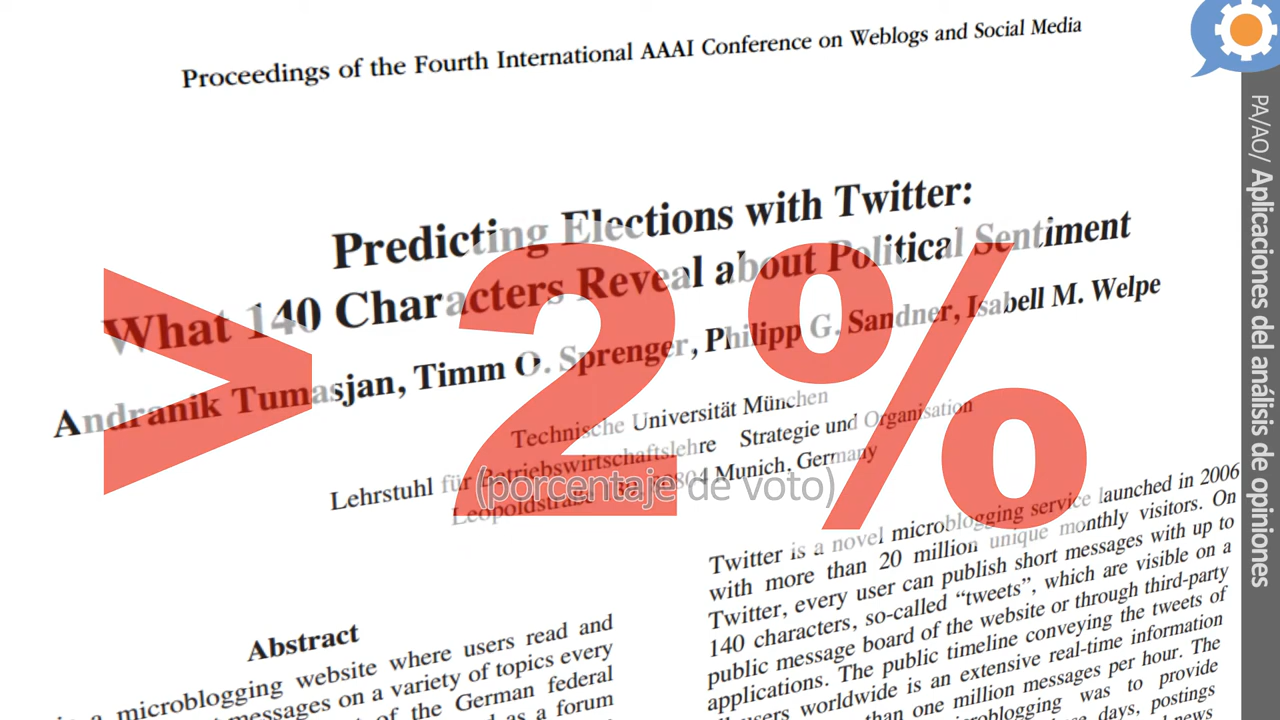 Proceedings of the Fourth International AAAI Conference on Weblogs and Social Media
Predicting Elections with Twitter:
What 140 Characters Reveal about Political Sentiment
Andranik Tumasjan, Timm O. Sprenger, Philipp G. Sandner, Isabell M. Welpe
Technische Universität München
Lehrstuhl für Betriebswirtschaftslehre Strategie und Organisation
Leopoldstraße Munich, Germany
> 2%
(porcentaje de voto)
Abstract
is a microblogging website where users read and
messages on a variety of topics every
of the German federal
as a forum
Twitter is a novel microblogging service launched in 2006
with more than 20 million unique monthly visitors. On
Twitter, every user can publish short messages with up to
140 characters, so-called “tweets”, which are visible on a
public message board of the website or through third-party
applications. The public timeline conveying the tweets of
users worldwide is an extensive real-time information
than one million messages per hour. The
microblogging was to provide
days, postings
news
PA/AO/ Aplicaciones del análisis de opiniones